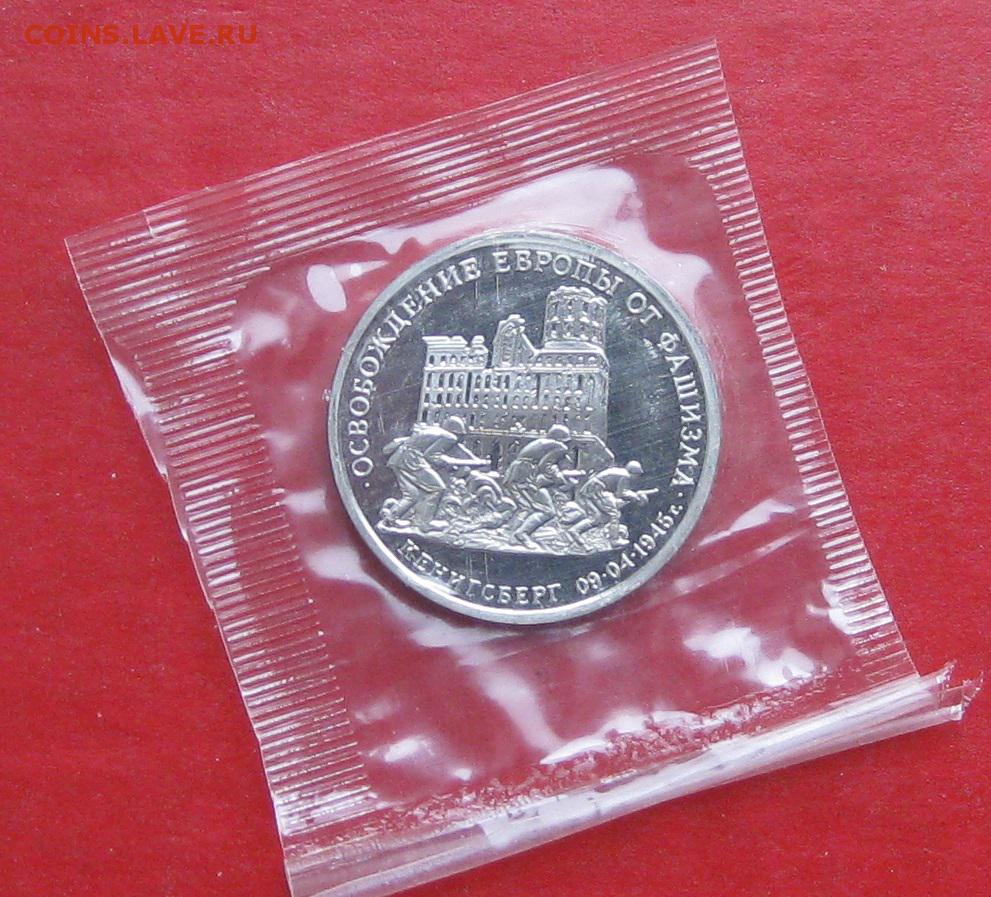 COINS.LAVE.RU
·ОСВОБОЖДЕНИЕ ЕВРОПЫ ОТ ФАШИЗМА·
КЕНИГСБЕРГ 09·04·1945г.